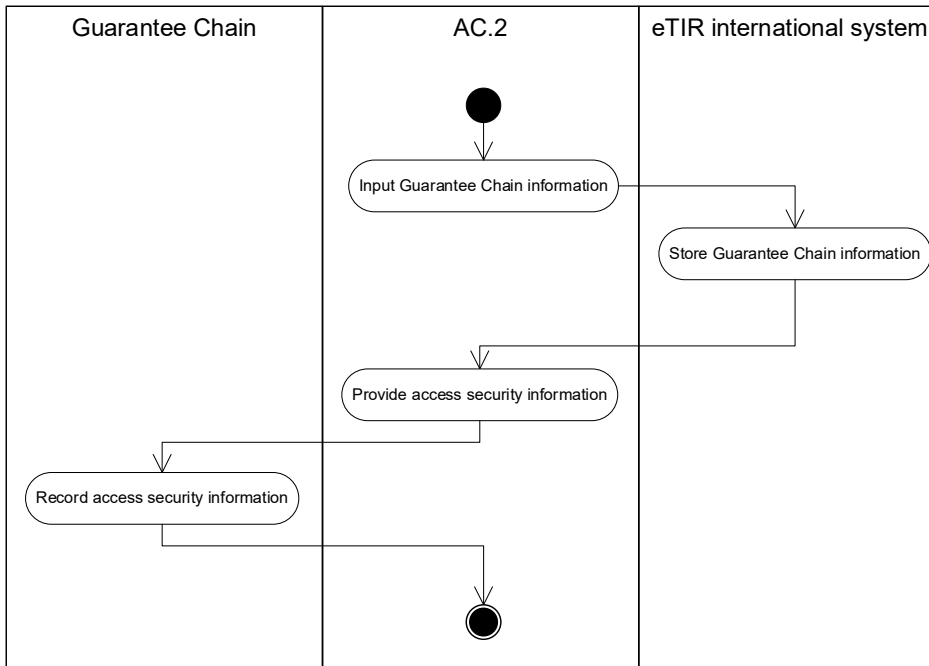 Guarantee Chain
AC.2
eTIR international system
Input Guarantee Chain information
Store Guarantee Chain information
Provide access security information
Record access security information